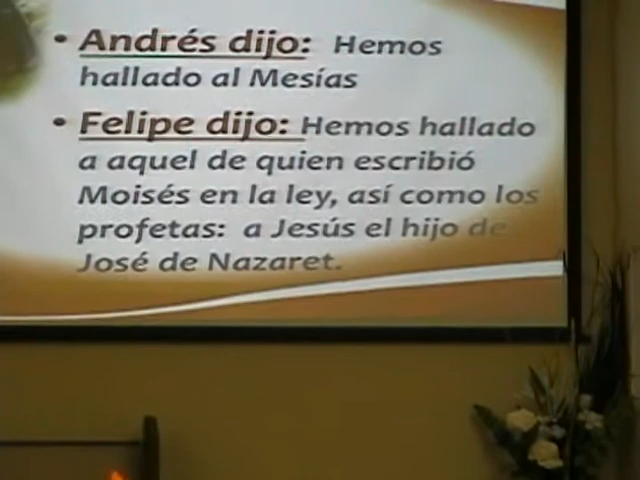 • Andrés dijo: Hemos
hallado al Mesías
• Felipe dijo: Hemos hallado
a aquel de quien escribió
Moisés en la ley, así como los
profetas: a Jesús el hijo de
José de Nazaret.